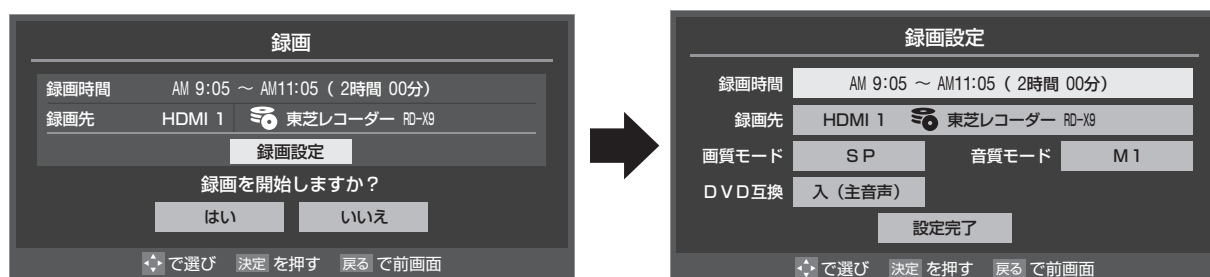 録画
録画時間 AM 9:05 ～ AM11:05 ( 2時間 00分)
録画先 HDMI 1 東芝レコーダー RD-X9
録画設定
録画を開始しますか？
はい いいえ
で選び 決定 を押す 戻る で前画面
録画設定
録画時間 AM 9:05 ～ AM11:05 ( 2時間 00分)
録画先 HDMI 1 東芝レコーダー RD-X9
画質モード SP 音質モード M1
DVD互換 入（主音声）
設定完了
で選び 決定 を押す 戻る で前画面